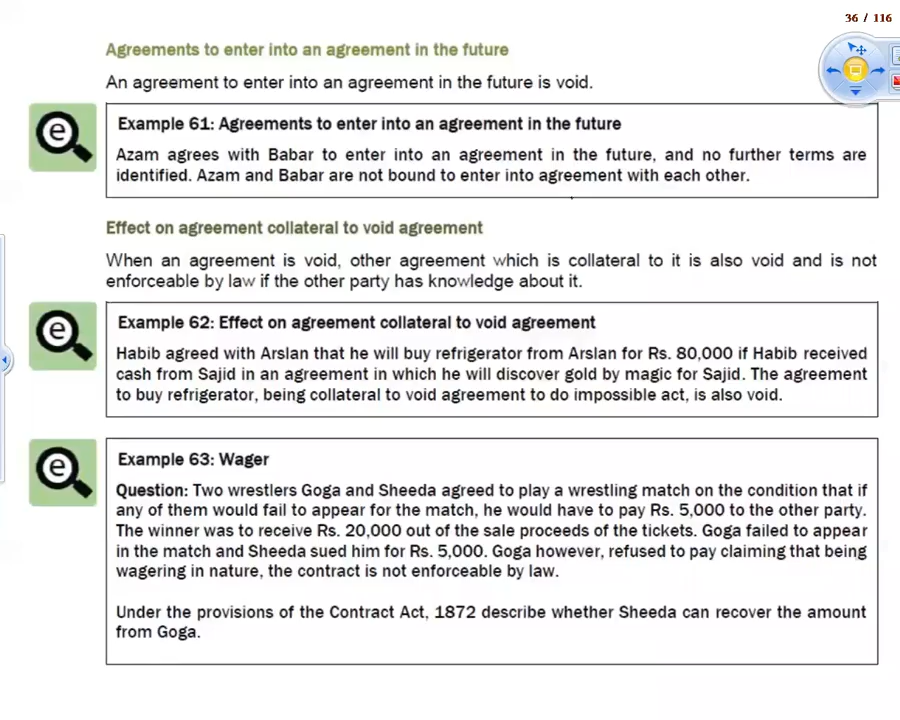 36 / 116
Agreements to enter into an agreement in the future
An agreement to enter into an agreement in the future is void.
e
Example 61: Agreements to enter into an agreement in the future
Azam agrees with Babar to enter into an agreement in the future, and no further terms are
identified. Azam and Babar are not bound to enter into agreement with each other.
Effect on agreement collateral to void agreement
When an agreement is void, other agreement which is collateral to it is also void and is not
enforceable by law if the other party has knowledge about it.
e
Example 62: Effect on agreement collateral to void agreement
Habib agreed with Arslan that he will buy refrigerator from Arslan for Rs. 80,000 if Habib received
cash from Sajid in an agreement in which he will discover gold by magic for Sajid. The agreement
to buy refrigerator, being collateral to void agreement to do impossible act, is also void.
e
Example 63: Wager
Question: Two wrestlers Goga and Sheeda agreed to play a wrestling match on the condition that if
any of them would fail to appear for the match, he would have to pay Rs. 5,000 to the other party.
The winner was to receive Rs. 20,000 out of the sale proceeds of the tickets. Goga failed to appear
in the match and Sheeda sued him for Rs. 5,000. Goga however, refused to pay claiming that being
wagering in nature, the contract is not enforceable by law.
Under the provisions of the Contract Act, 1872 describe whether Sheeda can recover the amount
from Goga.